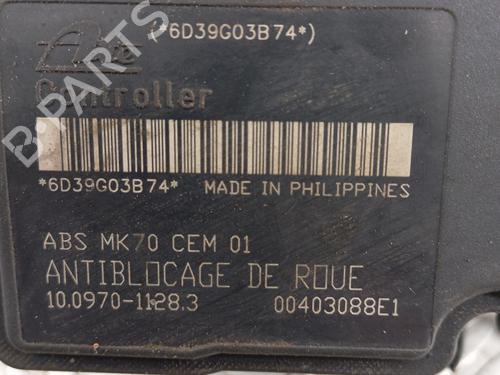 (*6D39G03B74*)
Ate
Controller
*6D39G03B74* MADE IN PHILIPPINES
ABS MK70 CEM 01
ANTIBLOCAGE DE ROUE
10.0970-1128.3 00403088E1
B-PARTS